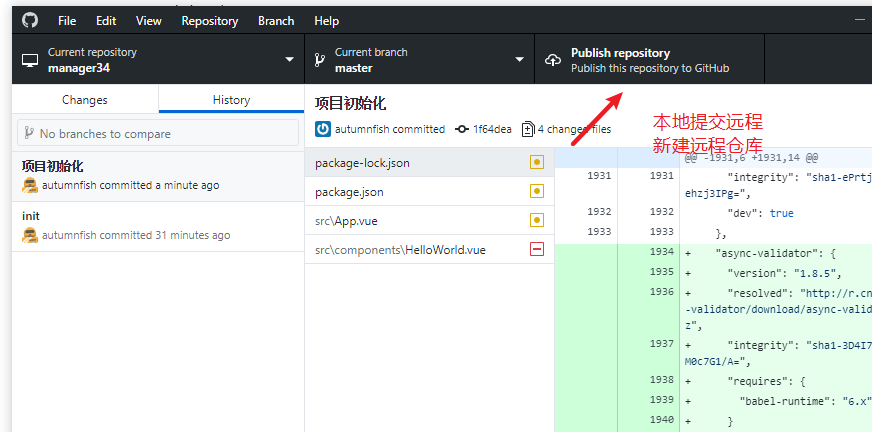 File Edit View Repository Branch Help
Current repository
manager34
Current branch
master
Publish repository
Publish this repository to GitHub
Changes
History
No branches to compare
项目初始化
autumnfish committed a minute ago
init
autumnfish committed 31 minutes ago
项目初始化
autumnfish committed 1f64dea 4 changed files
package-lock.json
package.json
src\App.vue
src\components\HelloWorld.vue
本地提交远程
新建远程仓库
@@ -1931,6 +1931,14 @@
1931 1931 "integrity": "sha1-ePrtj
ehzj3IPg=",
1932 1932 "dev": true
1933 1933 },
1934 + "async-validator": {
1935 + "version": "1.8.5",
1936 + "resolved": "http://r.cn
-validator/download/async-valid
z",
1937 + "integrity": "sha1-3D4I7
M0c7G1/A=",
1938 + "requires": {
1939 + "babel-runtime": "6.x"
1940 + }